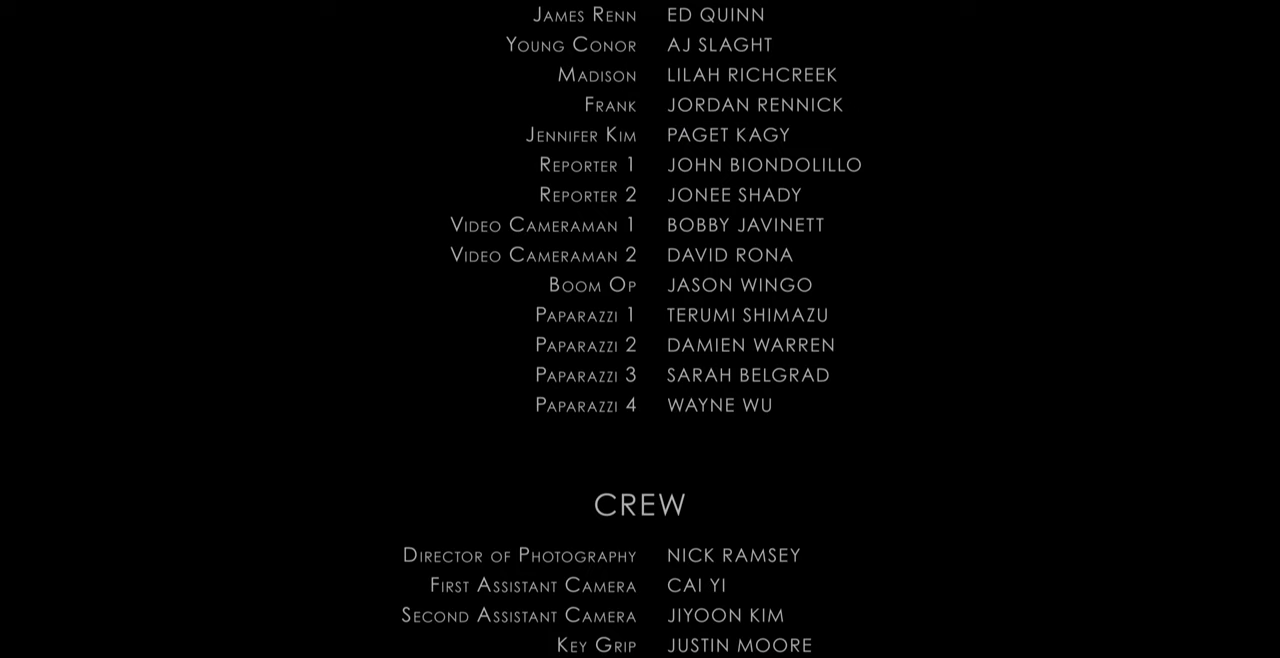 James Renn ED QUINN
Young Conor AJ SLAGHT
Madison LILAH RICHCREEK
Frank JORDAN RENNICK
Jennifer Kim PAGET KAGY
Reporter 1 JOHN BIONDOLILLO
Reporter 2 JONEE SHADY
Video Cameraman 1 BOBBY JAVINETT
Video Cameraman 2 DAVID RONA
Boom Op JASON WINGO
Paparazzi 1 TERUMI SHIMAZU
Paparazzi 2 DAMIEN WARREN
Paparazzi 3 SARAH BELGRAD
Paparazzi 4 WAYNE WU
CREW
Director of Photography NICK RAMSEY
First Assistant Camera CAI YI
Second Assistant Camera JIYOON KIM
Key Grip JUSTIN MOORE